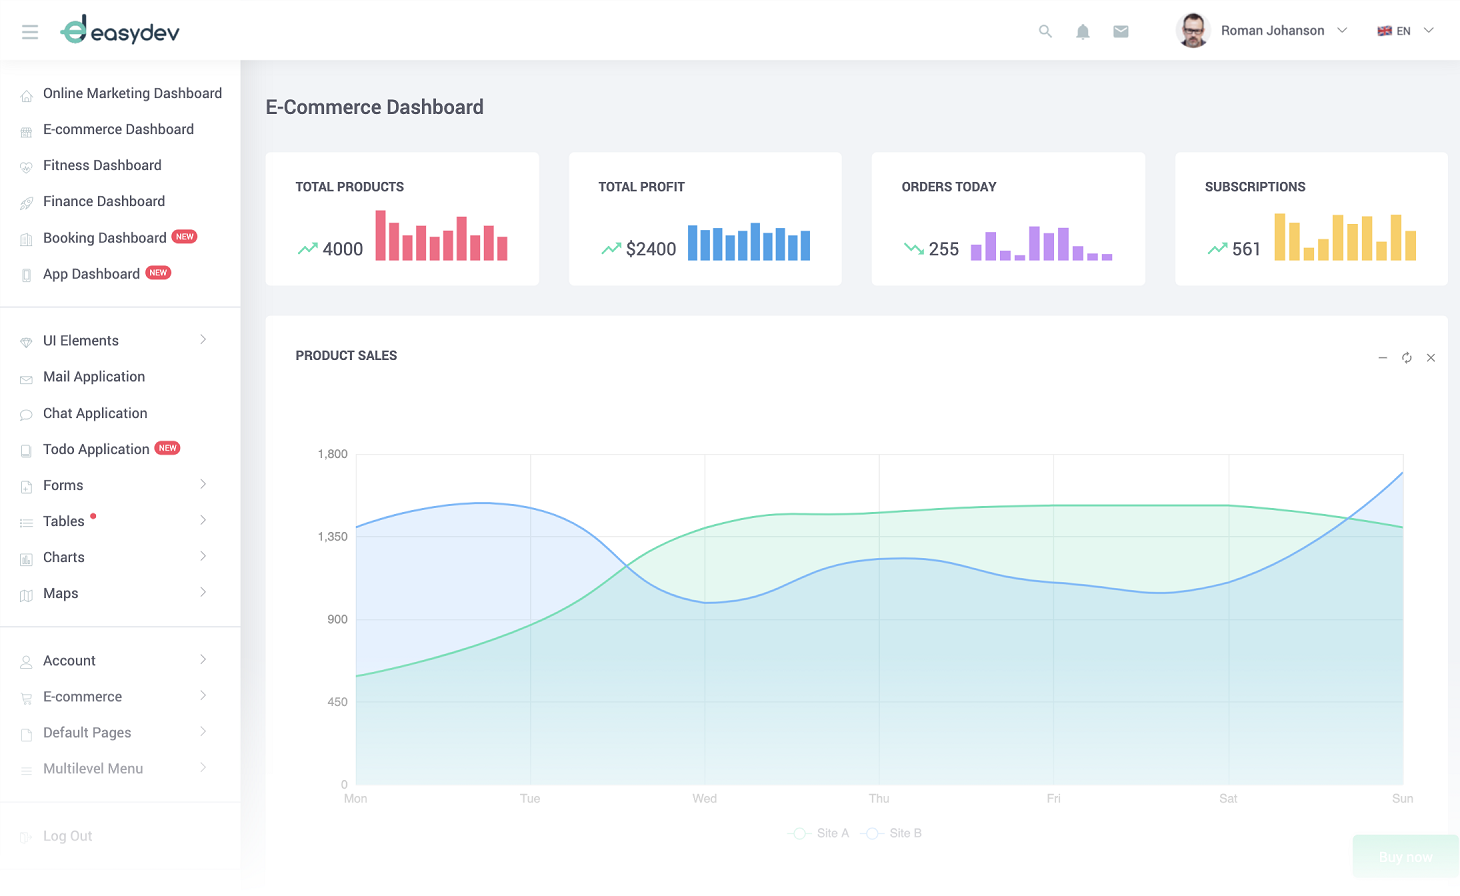 easydev
Roman Johanson
EN
Online Marketing Dashboard
E-commerce Dashboard
Fitness Dashboard
Finance Dashboard
Booking Dashboard NEW
App Dashboard NEW
UI Elements
Mail Application
Chat Application
Todo Application NEW
Forms
Tables
Charts
Maps
Account
E-commerce
Default Pages
Multilevel Menu
Log Out
E-Commerce Dashboard
TOTAL PRODUCTS
4000
TOTAL PROFIT
$2400
ORDERS TODAY
255
SUBSCRIPTIONS
561
PRODUCT SALES
1,800
1,350
900
450
0
Mon Tue Wed Thu Fri Sat Sun
Site A Site B
Buy now